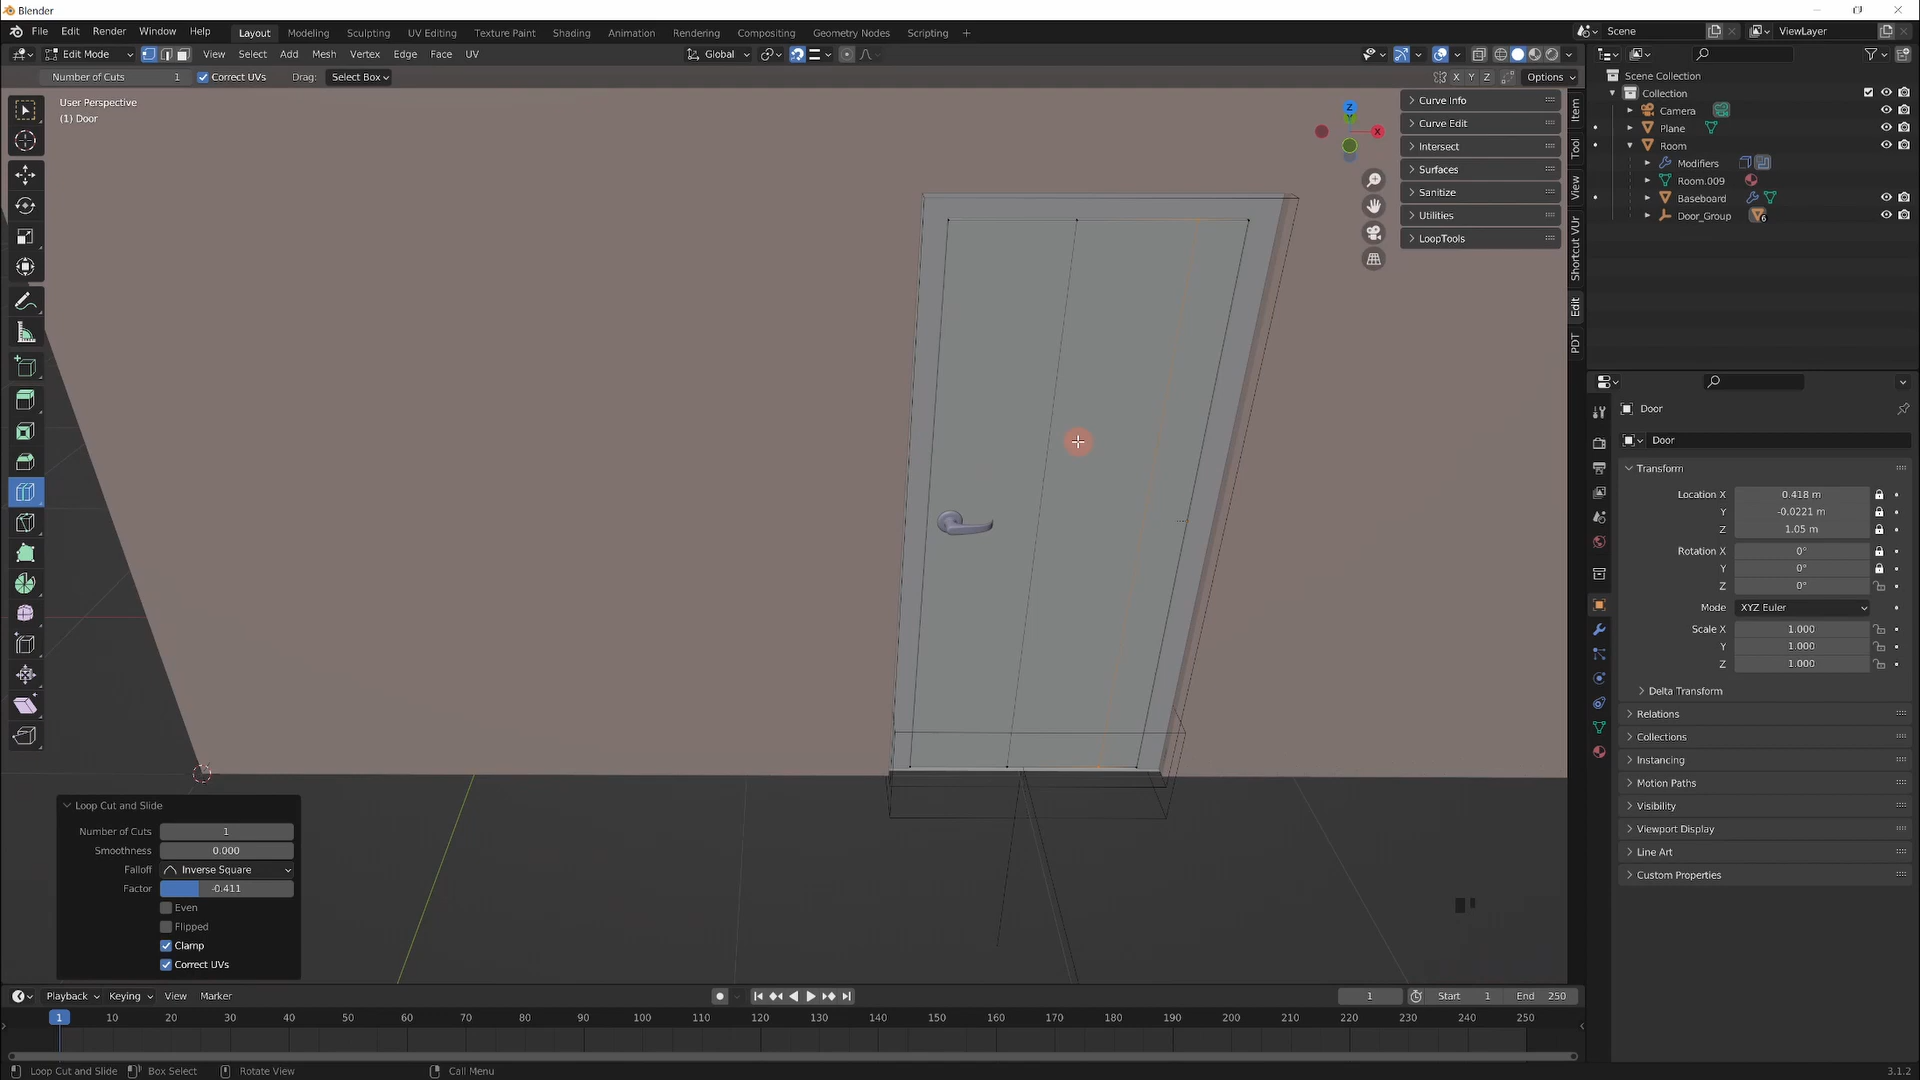 Blender
File Edit Render Window Help Layout Modeling Sculpting UV Editing Texture Paint Shading Animation Rendering Compositing Geometry Nodes Scripting + Scene ViewLayer
Edit Mode View Select Add Mesh Vertex Edge Face UV Global
Number of Cuts 1 Correct UVs Drag: Select Box X Y Z Options
User Perspective
(1) Door
Z
Y
X
Curve Info
Curve Edit
Intersect
Surfaces
Sanitize
Utilities
LoopTools
Item
Tool
View
Shortcut VUr
Edit
PDT
Scene Collection
Collection
Camera
Plane
Room
Modifiers
Room.009
Baseboard
Door_Group 6
Door
Door
Transform
Location X 0.418 m
Y -0.0221 m
Z 1.05 m
Rotation X 0°
Y 0°
Z 0°
Mode XYZ Euler
Scale X 1.000
Y 1.000
Z 1.000
Delta Transform
Relations
Collections
Instancing
Motion Paths
Visibility
Viewport Display
Line Art
Custom Properties
Loop Cut and Slide
Number of Cuts 1
Smoothness 0.000
Falloff Inverse Square
Factor -0.411
Even
Flipped
Clamp
Correct UVs
Playback Keying View Marker 1 Start 1 End 250
1 10 20 30 40 50 60 70 80 90 100 110 120 130 140 150 160 170 180 190 200 210 220 230 240 250
Loop Cut and Slide Box Select Rotate View Call Menu 3.1.2